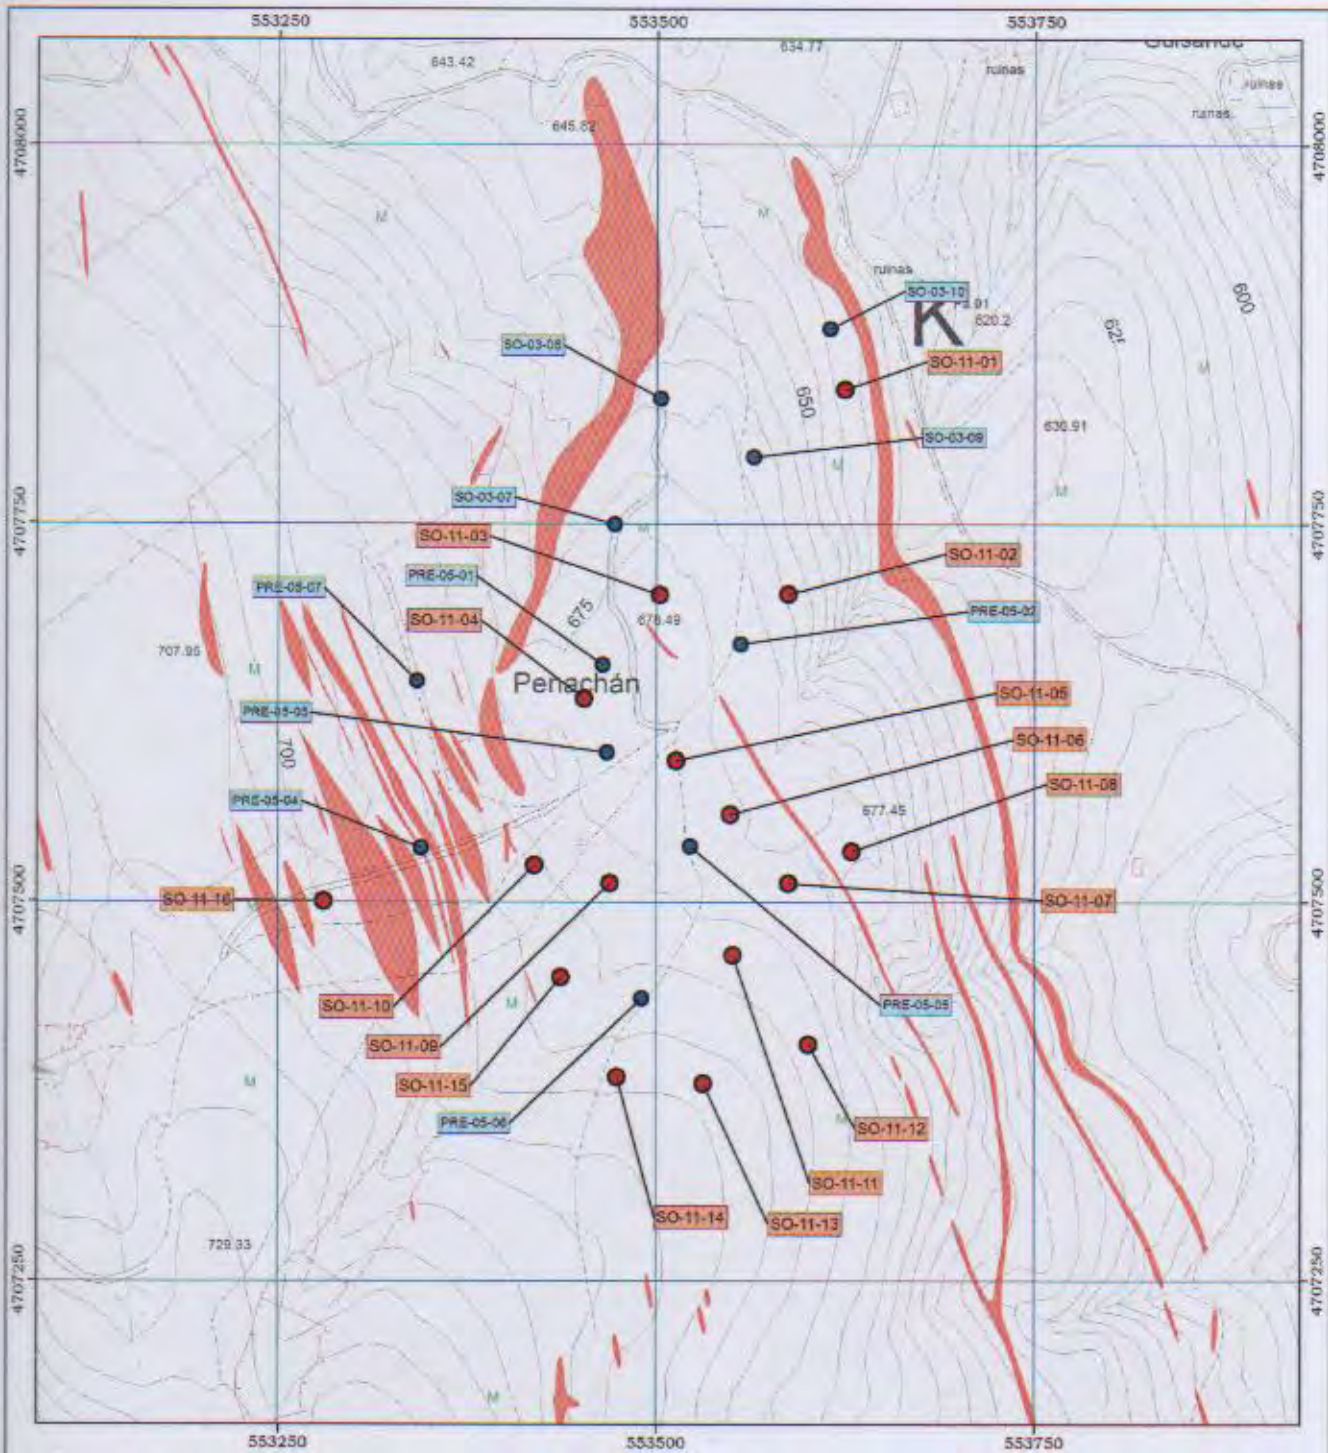 553250 553500 553750
634.77
643.42
ruinas
ruinas
ruinas
645.82
4708000
4708000
M
M
ruinas
SO-03-10
K
620.2
600
SO-03-08
SO-11-01
M
650
630.91
SO-03-09
M
M
SO-03-07
4707750
4707750
M
SO-11-03
SO-11-02
PRE-05-01
PRE-05-07
675
PRE-05-02
SO-11-04
678.49
707.95
M
Penachán
SO-11-05
700
SO-11-06
SO-11-08
PRE-05-04
677.45
SO-11-16
4707500
4707500
SO-11-07
SO-11-10
M
PRE-05-05
SO-11-09
M
SO-11-15
PRE-05-06
M
SO-11-12
SO-11-11
SO-11-14
SO-11-13
729.33
4707250
4707250
M
553250 553500 553750